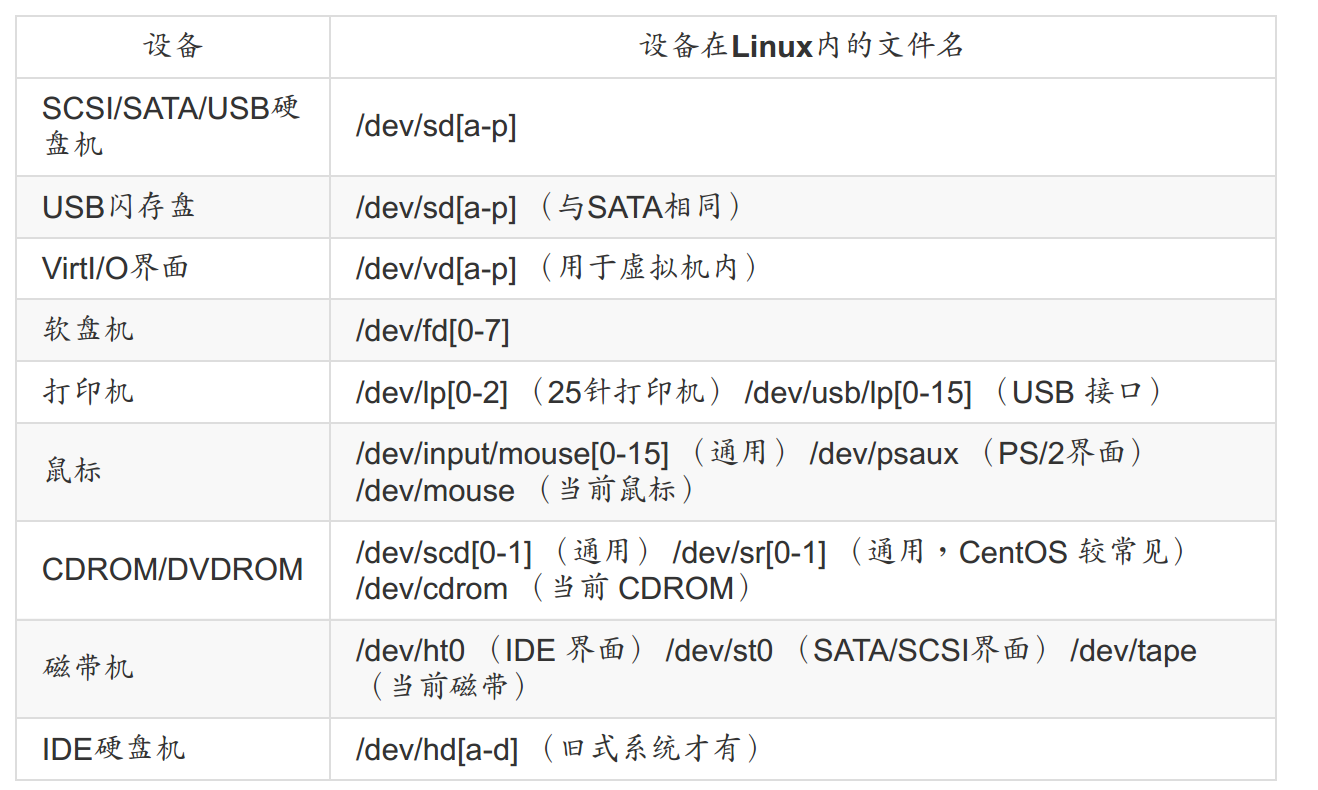 设备
设备在Linux内的文件名
SCSI/SATA/USB硬
盘机
/dev/sd[a-p]
USB闪存盘
/dev/sd[a-p] （与SATA相同）
VirtI/O界面
/dev/vd[a-p] （用于虚拟机内）
软盘机
/dev/fd[0-7]
打印机
/dev/lp[0-2] （25针打印机） /dev/usb/lp[0-15] （USB 接口）
鼠标
/dev/input/mouse[0-15] （通用） /dev/psaux （PS/2界面）
/dev/mouse （当前鼠标）
CDROM/DVDROM
/dev/scd[0-1] （通用） /dev/sr[0-1] （通用，CentOS 较常见）
/dev/cdrom （当前 CDROM）
磁带机
/dev/ht0 （IDE 界面） /dev/st0 （SATA/SCSI界面） /dev/tape
（当前磁带）
IDE硬盘机
/dev/hd[a-d] （旧式系统才有）